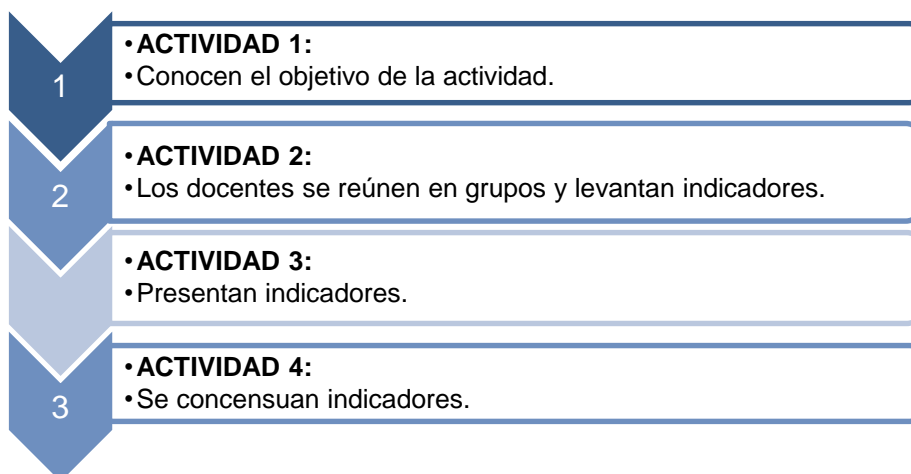 1
•ACTIVIDAD 1:
•Conocen el objetivo de la actividad.
2
•ACTIVIDAD 2:
•Los docentes se reúnen en grupos y levantan indicadores.
•ACTIVIDAD 3:
•Presentan indicadores.
3
•ACTIVIDAD 4:
•Se concensuan indicadores.